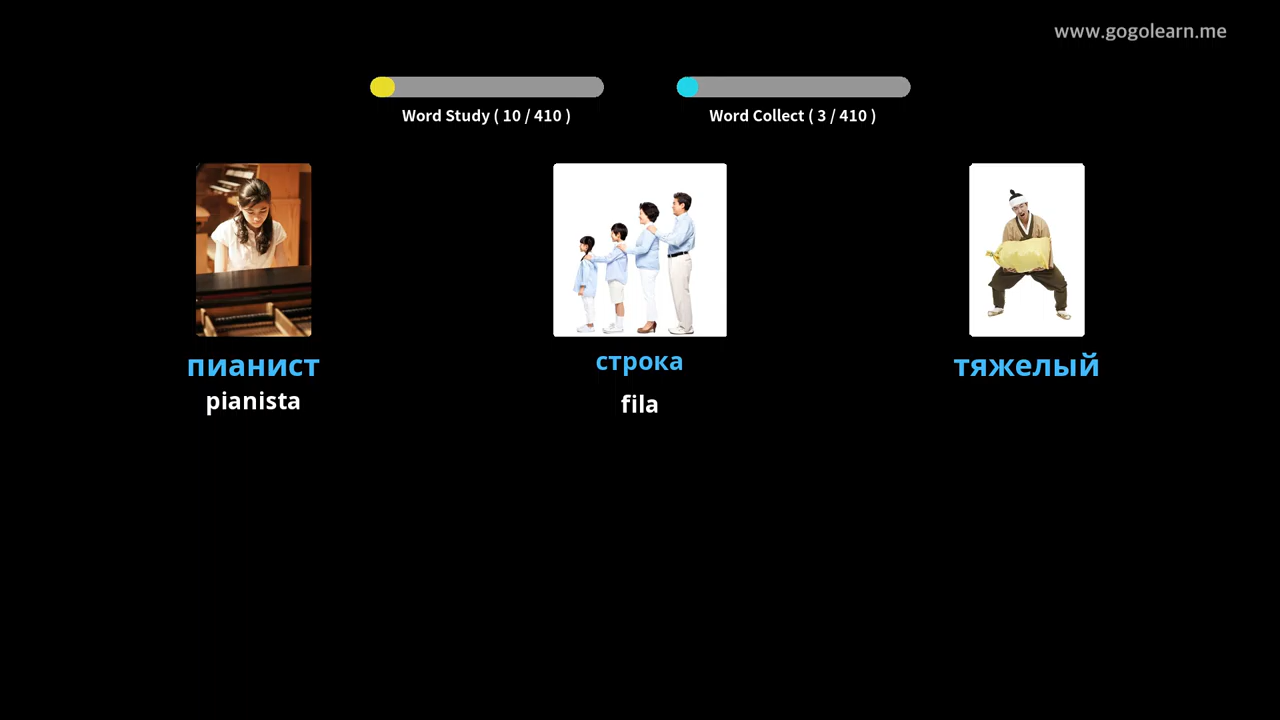 www.gogolearn.me
Word Study ( 10 / 410 )
Word Collect ( 3 / 410 )
пианист
pianista
строка
fila
тяжелый